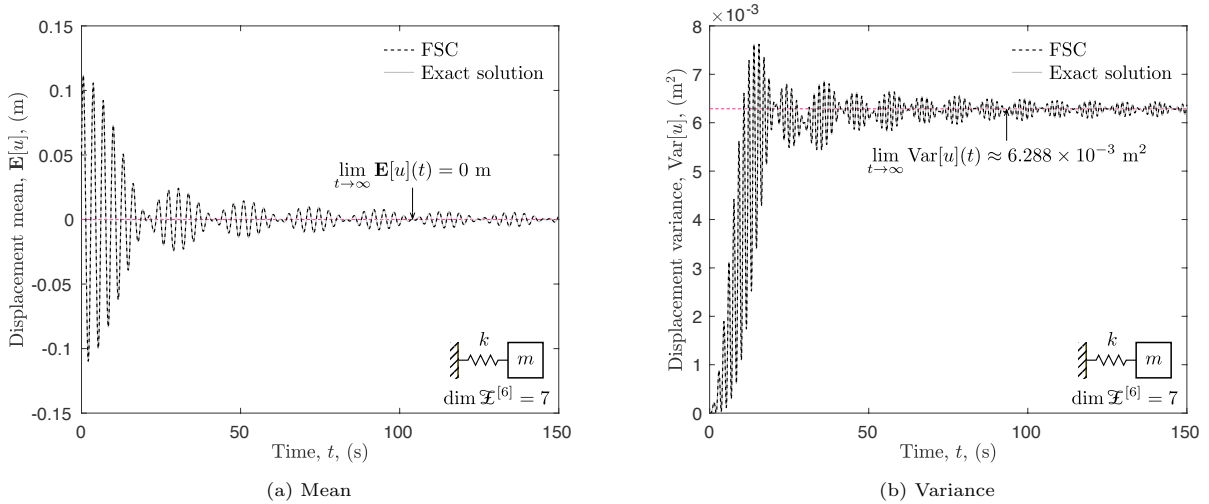 0.15
0.1
0.05
0
-0.05
-0.1
-0.15
Displacement mean, E[u], (m)
FSC
Exact solution
lim E[u](t) = 0 m
t→∞
k
m
dim 𝔛^[6] = 7
0 50 100 150
Time, t, (s)
(a) Mean
×10^-3
8
7
6
5
4
3
2
1
0
Displacement variance, Var[u], (m²)
FSC
Exact solution
lim Var[u](t) ≈ 6.288 × 10^-3 m²
t→∞
k
m
dim 𝔛^[6] = 7
0 50 100 150
Time, t, (s)
(b) Variance